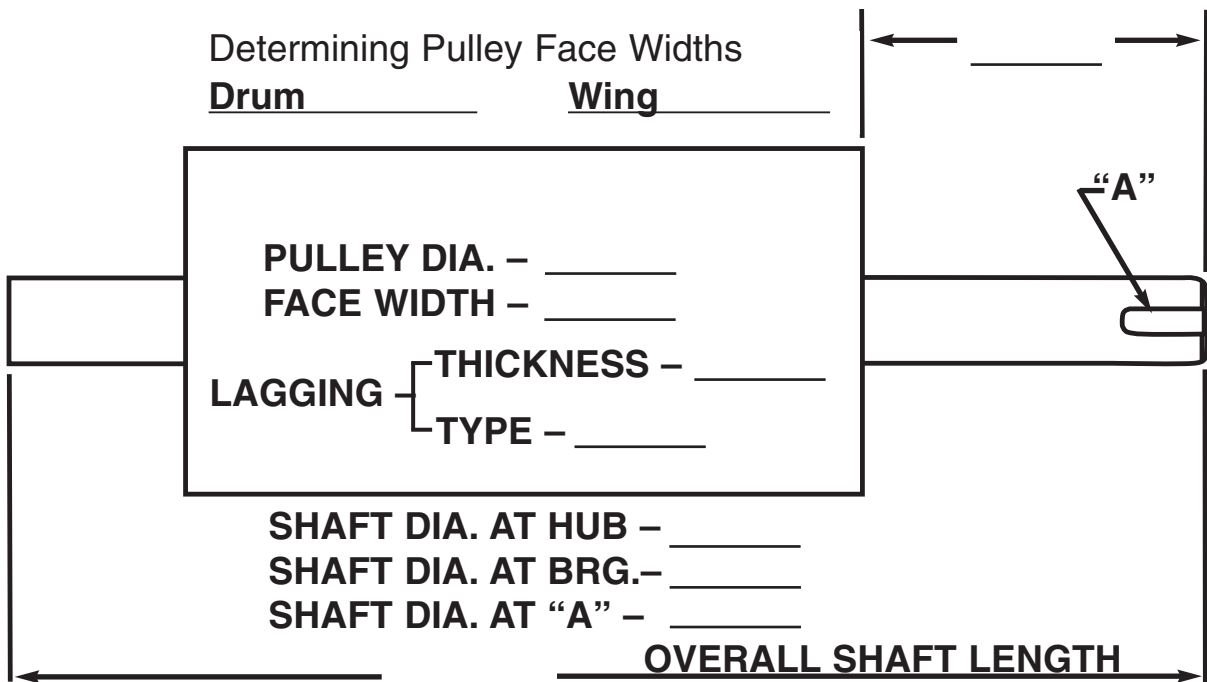 Determining Pulley Face Widths
Drum Wing
“A”
PULLEY DIA. –
FACE WIDTH –
THICKNESS –
LAGGING –
TYPE –
SHAFT DIA. AT HUB –
SHAFT DIA. AT BRG.–
SHAFT DIA. AT “A” –
OVERALL SHAFT LENGTH